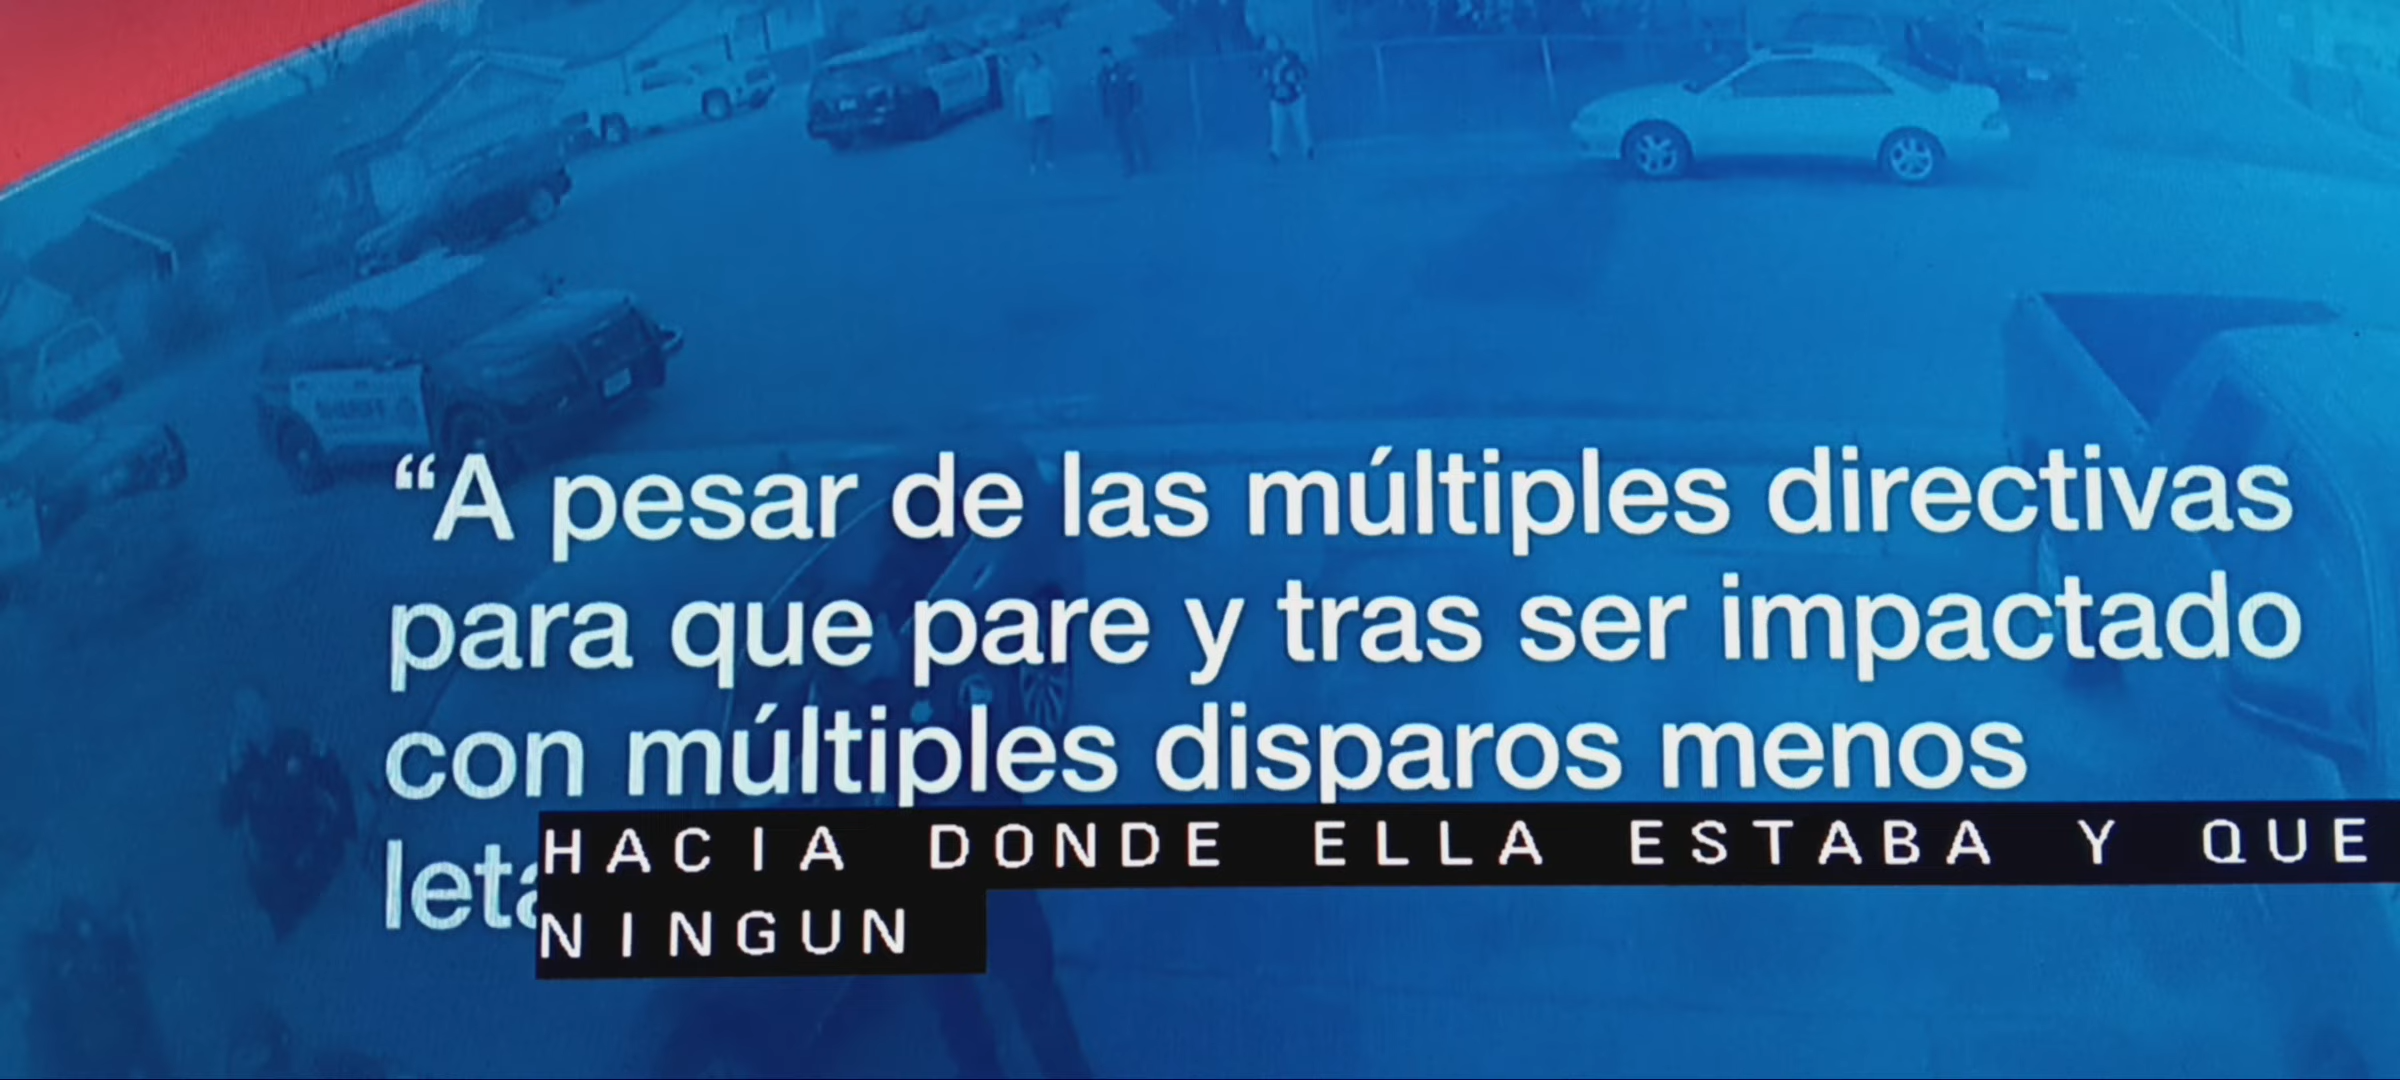 “A pesar de las múltiples directivas
para que pare y tras ser impactado
con múltiples disparos menos
HACIA DONDE ELLA ESTABA Y QUE
NINGUN
SHERIFF